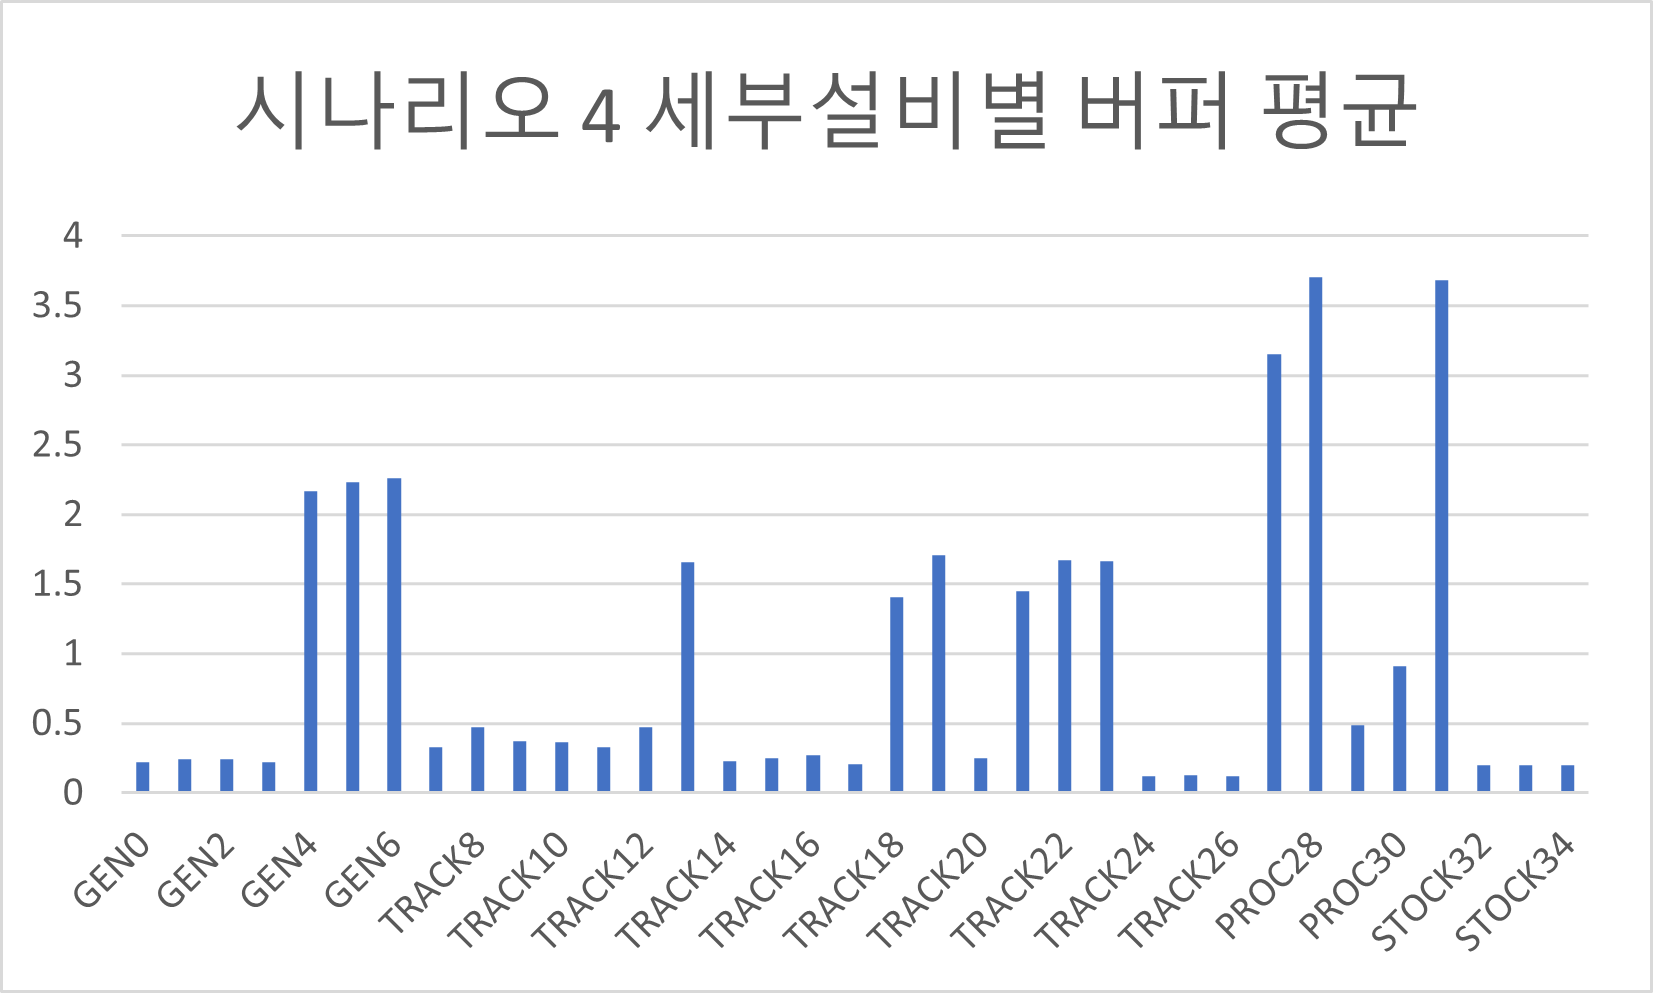 시나리오 4 세부설비별 버퍼 평균
4
3.5
3
2.5
2
1.5
1
0.5
0
GEN0
GEN2
GEN4
GEN6
TRACK8
TRACK10
TRACK12
TRACK14
TRACK16
TRACK18
TRACK20
TRACK22
TRACK24
TRACK26
PROC28
PROC30
STOCK32
STOCK34